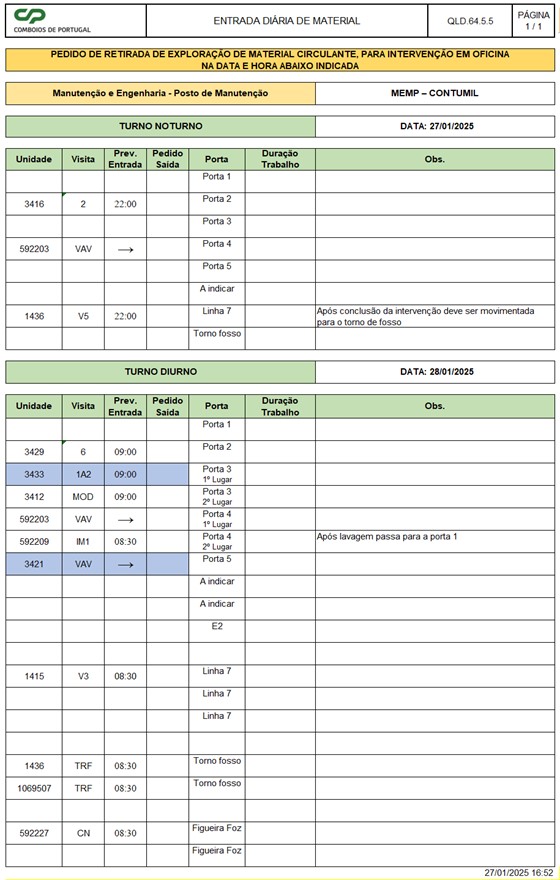 CP
COMBOIOS DE PORTUGAL
ENTRADA DIÁRIA DE MATERIAL
QLD.64.5.5
PÁGINA
1 / 1
PEDIDO DE RETIRADA DE EXPLORAÇÃO DE MATERIAL CIRCULANTE, PARA INTERVENÇÃO EM OFICINA
NA DATA E HORA ABAIXO INDICADA
Manutenção e Engenharia - Posto de Manutenção MEMP – CONTUMIL
TURNO NOTURNO DATA: 27/01/2025
Unidade Visita Prev. Entrada Pedido Saída Porta Duração Trabalho Obs.
Porta 1
3416 2 22:00 Porta 2
Porta 3
592203 VAV → Porta 4
Porta 5
A indicar
1436 V5 22:00 Linha 7 Após conclusão da intervenção deve ser movimentada
para o torno de fosso
Torno fosso
TURNO DIURNO DATA: 28/01/2025
Unidade Visita Prev. Entrada Pedido Saída Porta Duração Trabalho Obs.
Porta 1
3429 6 09:00 Porta 2
3433 1A2 09:00 Porta 3
1º Lugar
3412 MOD 09:00 Porta 3
2º Lugar
592203 VAV → Porta 4
1º Lugar
592209 IM1 08:30 Porta 4 Após lavagem passa para a porta 1
2º Lugar
3421 VAV → Porta 5
A indicar
A indicar
E2
1415 V3 08:30 Linha 7
Linha 7
Linha 7
1436 TRF 08:30 Torno fosso
1069507 TRF 08:30 Torno fosso
592227 CN 08:30 Figueira Foz
Figueira Foz
27/01/2025 16:52